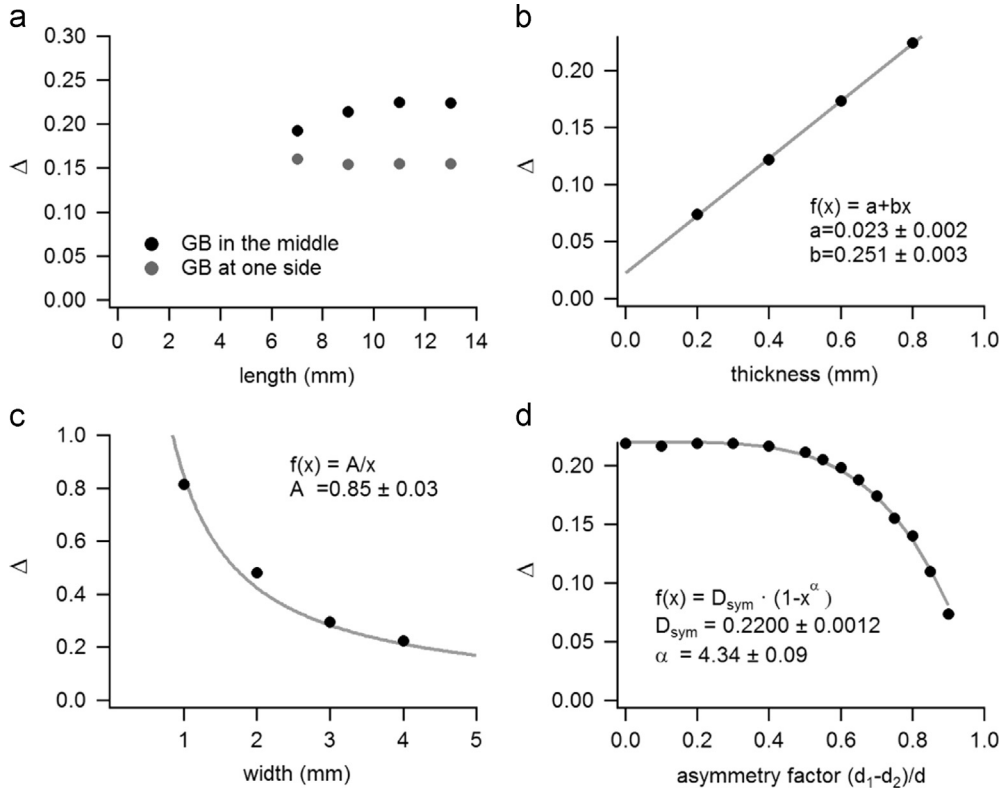 a
0.30
0.25
0.20
0.15
0.10
0.05
0.00
Δ
GB in the middle
GB at one side
0 2 4 6 8 10 12 14
length (mm)
b
0.20
0.15
0.10
0.05
0.00
Δ
f(x) = a+bx
a=0.023 ± 0.002
b=0.251 ± 0.003
0.0 0.2 0.4 0.6 0.8 1.0
thickness (mm)
c
1.0
0.8
0.6
0.4
0.2
0.0
Δ
f(x) = A/x
A =0.85 ± 0.03
1 2 3 4 5
width (mm)
d
0.20
0.15
0.10
0.05
0.00
Δ
f(x) = D_sym · (1-x^α)
D_sym = 0.2200 ± 0.0012
α = 4.34 ± 0.09
0.0 0.2 0.4 0.6 0.8 1.0
asymmetry factor (d₁-d₂)/d